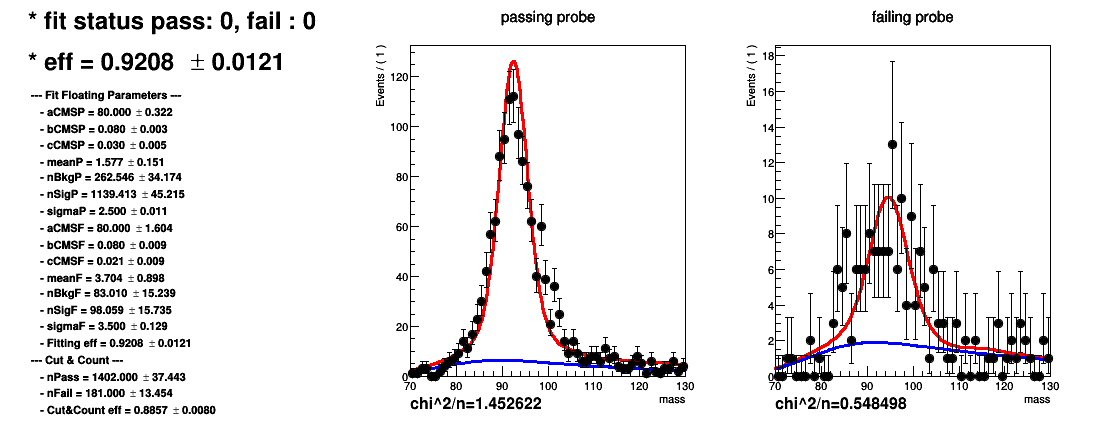 * fit status pass: 0, fail : 0
* eff = 0.9208 ± 0.0121
--- Fit Floating Parameters ---
- aCMSP = 80.000 ± 0.322
- bCMSP = 0.080 ± 0.003
- cCMSP = 0.030 ± 0.005
- meanP = 1.577 ± 0.151
- nBkgP = 262.546 ± 34.174
- nSigP = 1139.413 ± 45.215
- sigmaP = 2.500 ± 0.011
- aCMSF = 80.000 ± 1.604
- bCMSF = 0.080 ± 0.009
- cCMSF = 0.021 ± 0.009
- meanF = 3.704 ± 0.898
- nBkgF = 83.010 ± 15.239
- nSigF = 98.059 ± 15.735
- sigmaF = 3.500 ± 0.129
- Fitting eff = 0.9208 ± 0.0121
--- Cut & Count ---
- nPass = 1402.000 ± 37.443
- nFail = 181.000 ± 13.454
- Cut&Count eff = 0.8857 ± 0.0080
passing probe
Events / ( 1 )
120
100
80
60
40
20
0
70 80 90 100 110 120 130
mass
chi^2/n=1.452622
failing probe
Events / ( 1 )
18
16
14
12
10
8
6
4
2
0
70 80 90 100 110 120 130
mass
chi^2/n=0.548498